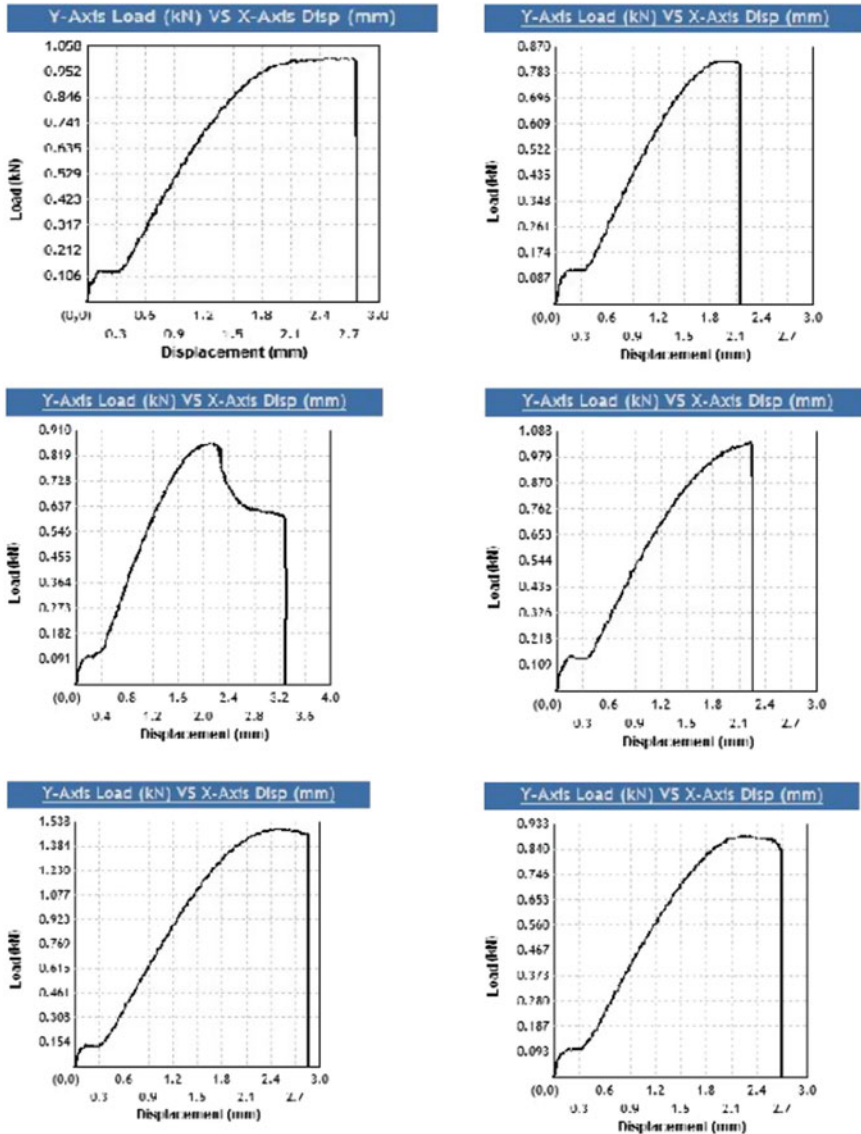 Y-Axis Load (kN) VS X-Axis Disp (mm)
1.058
0.952
0.846
0.741
0.635
0.529
0.423
0.317
0.212
0.106
Load (kN)
(0,0) 0.6 1.2 1.8 2.4 3.0
0.3 0.9 1.5 2.1 2.7
Displacement (mm)
Y-Axis Load (kN) VS X-Axis Disp (mm)
0.870
0.783
0.696
0.609
0.522
0.435
0.348
0.261
0.174
0.087
Load (kN)
(0,0) 0.6 1.2 1.8 2.4 3.0
0.3 0.9 1.5 2.1 2.7
Displacement (mm)
Y-Axis Load (kN) VS X-Axis Disp (mm)
0.910
0.819
0.728
0.637
0.546
0.455
0.364
0.273
0.182
0.091
Load (kN)
(0,0) 0.8 1.6 2.4 3.2 4.0
0.4 1.2 2.0 2.8 3.6
Displacement (mm)
Y-Axis Load (kN) VS X-Axis Disp (mm)
1.088
0.979
0.870
0.762
0.653
0.544
0.435
0.326
0.218
0.109
Load (kN)
(0,0) 0.6 1.2 1.8 2.4 3.0
0.3 0.9 1.5 2.1 2.7
Displacement (mm)
Y-Axis Load (kN) VS X-Axis Disp (mm)
1.538
1.384
1.230
1.077
0.923
0.769
0.615
0.461
0.308
0.154
Load (kN)
(0,0) 0.6 1.2 1.8 2.4 3.0
0.3 0.9 1.5 2.1 2.7
Displacement (mm)
Y-Axis Load (kN) VS X-Axis Disp (mm)
0.933
0.840
0.746
0.653
0.560
0.467
0.373
0.280
0.187
0.093
Load (kN)
(0,0) 0.6 1.2 1.8 2.4 3.0
0.3 0.9 1.5 2.1 2.7
Displacement (mm)